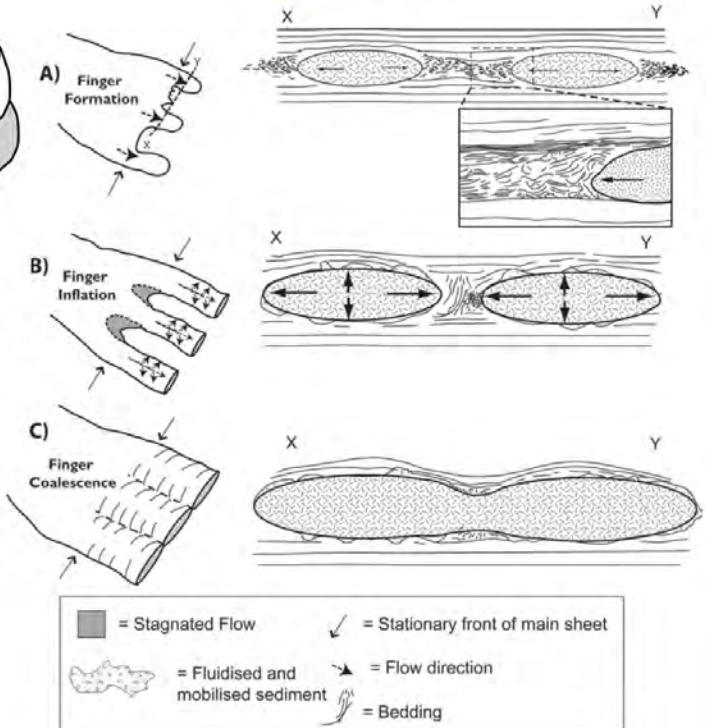 X Y
A) Finger
Formation
Y
X
X Y
B) Finger
Inflation
X Y
C) Finger
Coalescence
= Stagnated Flow
= Stationary front of main sheet
= Fluidised and
mobilised sediment
= Flow direction
= Bedding